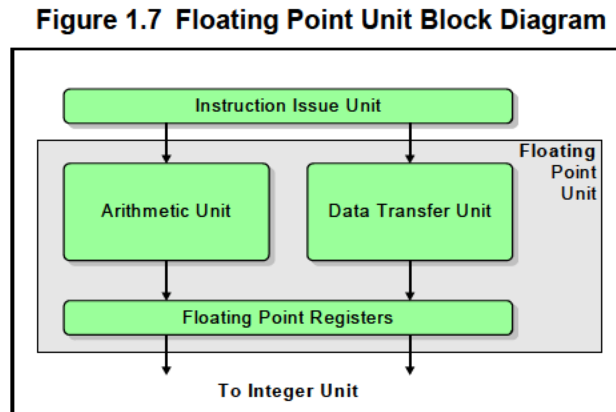 Figure 1.7 Floating Point Unit Block Diagram
Instruction Issue Unit
Floating
Point
Unit
Arithmetic Unit
Data Transfer Unit
Floating Point Registers
To Integer Unit